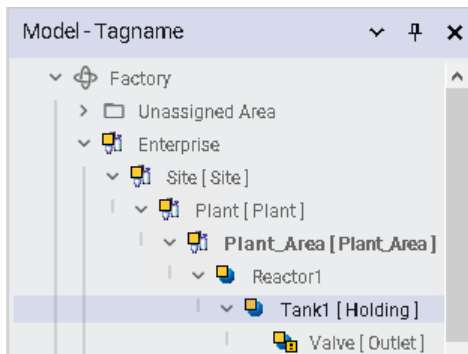 Model - Tagname
Factory
Unassigned Area
Enterprise
Site [ Site ]
Plant [ Plant ]
Plant_Area [ Plant_Area ]
Reactor1
Tank1 [ Holding ]
Valve [ Outlet ]